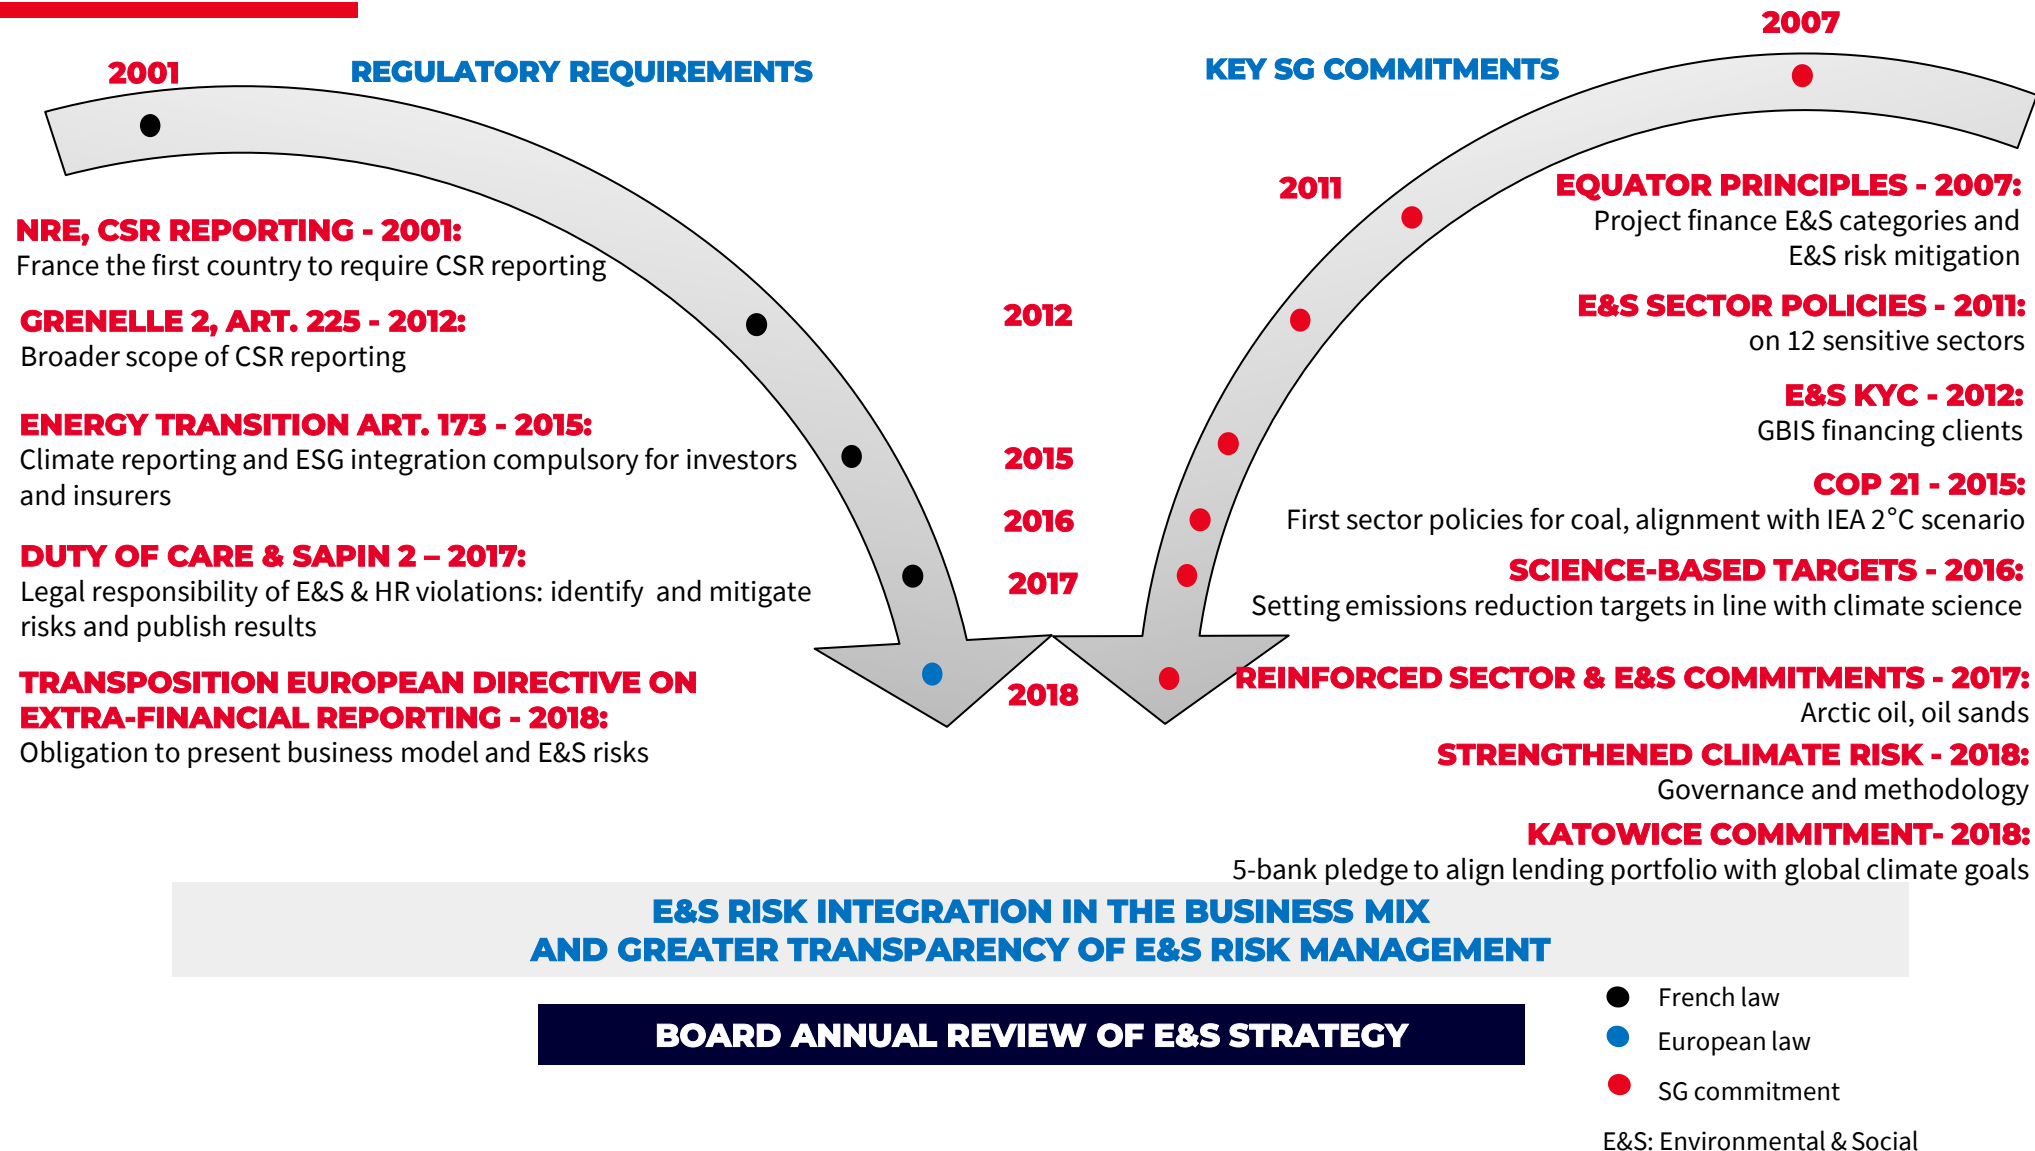 2001
REGULATORY REQUIREMENTS
NRE, CSR REPORTING - 2001:
France the first country to require CSR reporting
GRENELLE 2, ART. 225 - 2012:
Broader scope of CSR reporting
ENERGY TRANSITION ART. 173 - 2015:
Climate reporting and ESG integration compulsory for investors
and insurers
DUTY OF CARE & SAPIN 2 – 2017:
Legal responsibility of E&S & HR violations: identify and mitigate
risks and publish results
TRANSPOSITION EUROPEAN DIRECTIVE ON
EXTRA-FINANCIAL REPORTING - 2018:
Obligation to present business model and E&S risks
2012
2015
2016
2017
2018
2007
KEY SG COMMITMENTS
2011
EQUATOR PRINCIPLES - 2007:
Project finance E&S categories and
E&S risk mitigation
E&S SECTOR POLICIES - 2011:
on 12 sensitive sectors
E&S KYC - 2012:
GBIS financing clients
COP 21 - 2015:
First sector policies for coal, alignment with IEA 2°C scenario
SCIENCE-BASED TARGETS - 2016:
Setting emissions reduction targets in line with climate science
REINFORCED SECTOR & E&S COMMITMENTS - 2017:
Arctic oil, oil sands
STRENGTHENED CLIMATE RISK - 2018:
Governance and methodology
KATOWICE COMMITMENT- 2018:
5-bank pledge to align lending portfolio with global climate goals
E&S RISK INTEGRATION IN THE BUSINESS MIX
AND GREATER TRANSPARENCY OF E&S RISK MANAGEMENT
BOARD ANNUAL REVIEW OF E&S STRATEGY
French law
European law
SG commitment
E&S: Environmental & Social